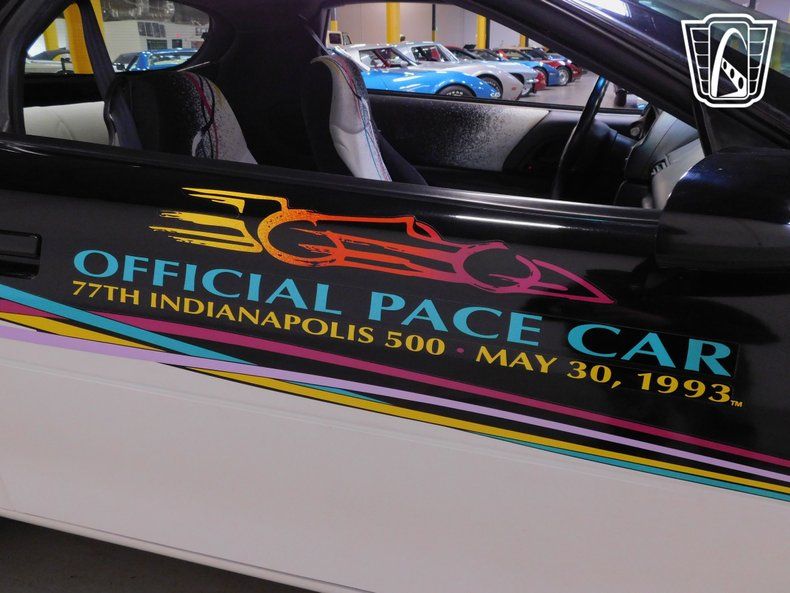 OFFICIAL PACE CAR
77TH INDIANAPOLIS 500 • MAY 30, 1993™